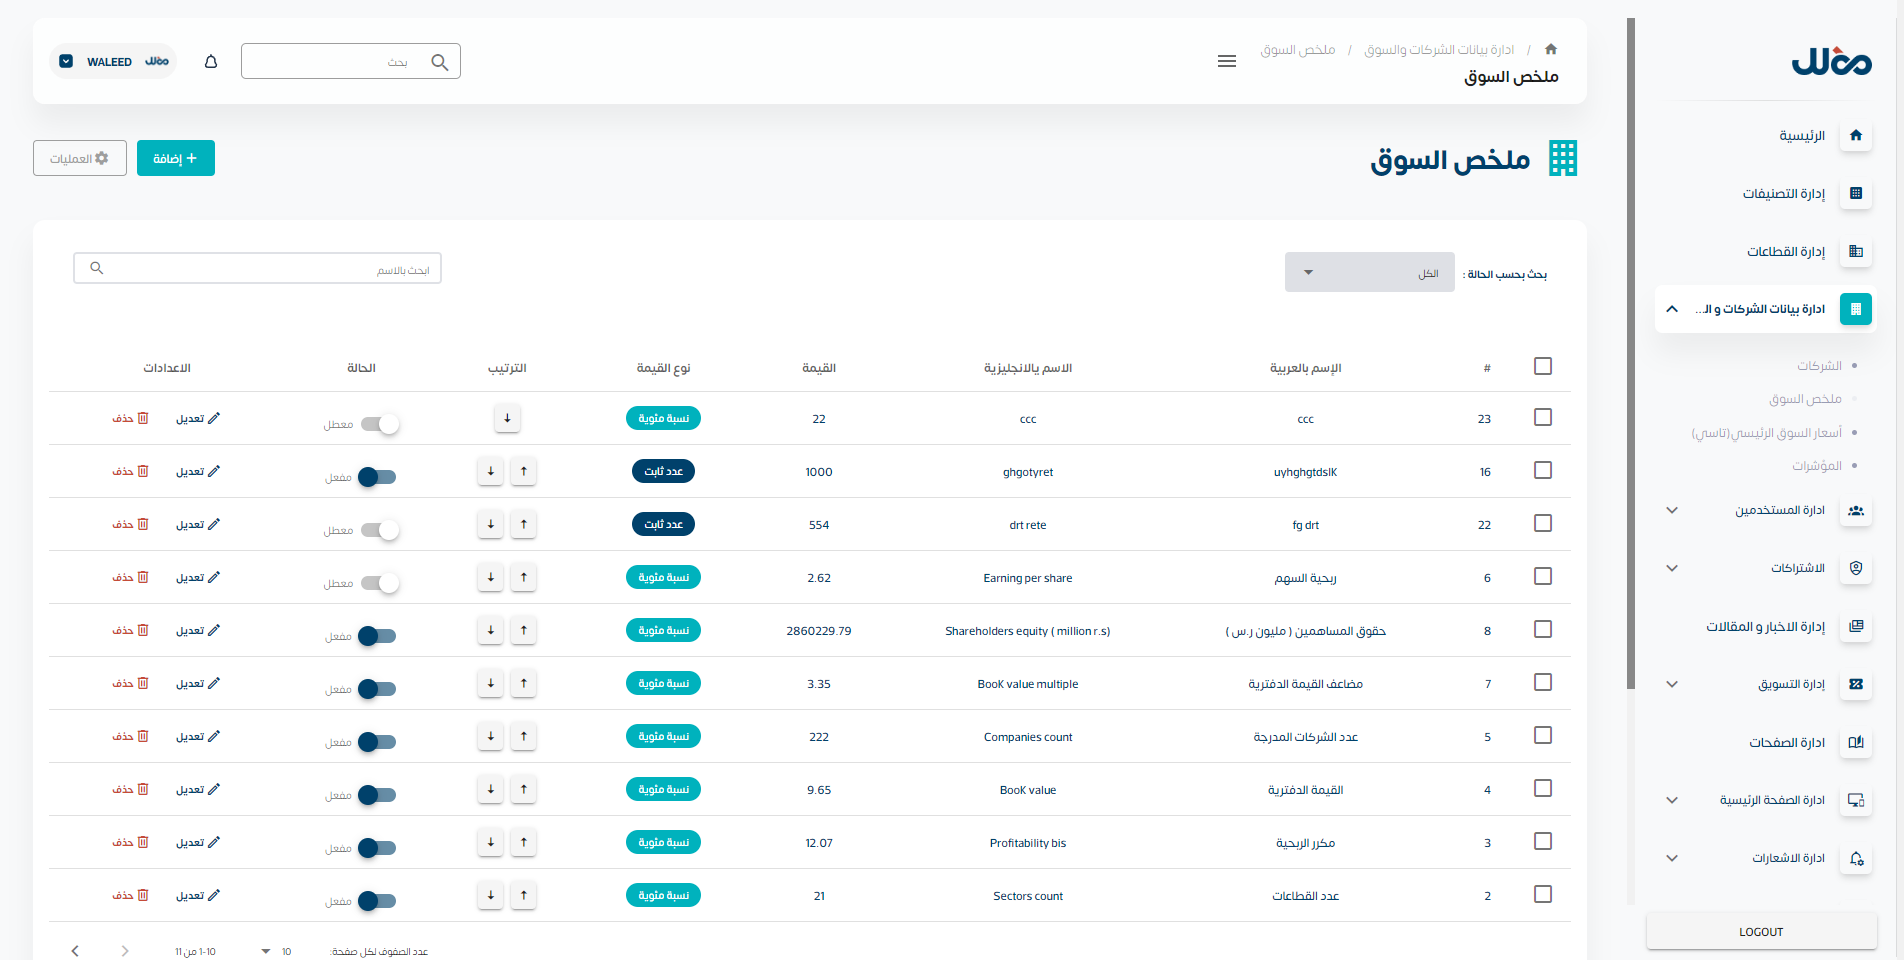 محلل
الرئيسية
إدارة التصنيفات
إدارة القطاعات
ادارة بيانات الشركات و ال...
الشركات
ملخص السوق
أسعار السوق الرئيسي(تاسي)
المؤشرات
ادارة المستخدمين
الاشتراكات
إدارة الاخبار و المقالات
إدارة التسويق
ادارة الصفحات
ادارة الصفحة الرئيسية
ادارة الاشعارات
LOGOUT
/ ادارة بيانات الشركات والسوق / ملخص السوق
ملخص السوق
بحث
WALEED
ملخص السوق
+ إضافة
العمليات
بحث بحسب الحالة :
الكل
ابحث بالاسم
# الإسم بالعربية الاسم يالانجليزية القيمة نوع القيمة الترتيب الحالة الاعدادات
23 ccc ccc 22 نسبة مئوية معطل تعديل حذف
16 uyhghgtdslK ghgotyret 1000 عدد ثابت مفعل تعديل حذف
22 fg drt drt rete 554 عدد ثابت معطل تعديل حذف
6 ربحية السهم Earning per share 2.62 نسبة مئوية معطل تعديل حذف
8 حقوق المساهمين ( مليون ر.س ) Shareholders equity ( million r.s) 2860229.79 نسبة مئوية مفعل تعديل حذف
7 مضاعف القيمة الدفترية BooK value multiple 3.35 نسبة مئوية مفعل تعديل حذف
5 عدد الشركات المدرجة Companies count 222 نسبة مئوية مفعل تعديل حذف
4 القيمة الدفترية BooK value 9.65 نسبة مئوية مفعل تعديل حذف
3 مكرر الربحية Profitability bis 12.07 نسبة مئوية مفعل تعديل حذف
2 عدد القطاعات Sectors count 21 نسبة مئوية مفعل تعديل حذف
عدد الصفوف لكل صفحة: 10 1-10 من 11